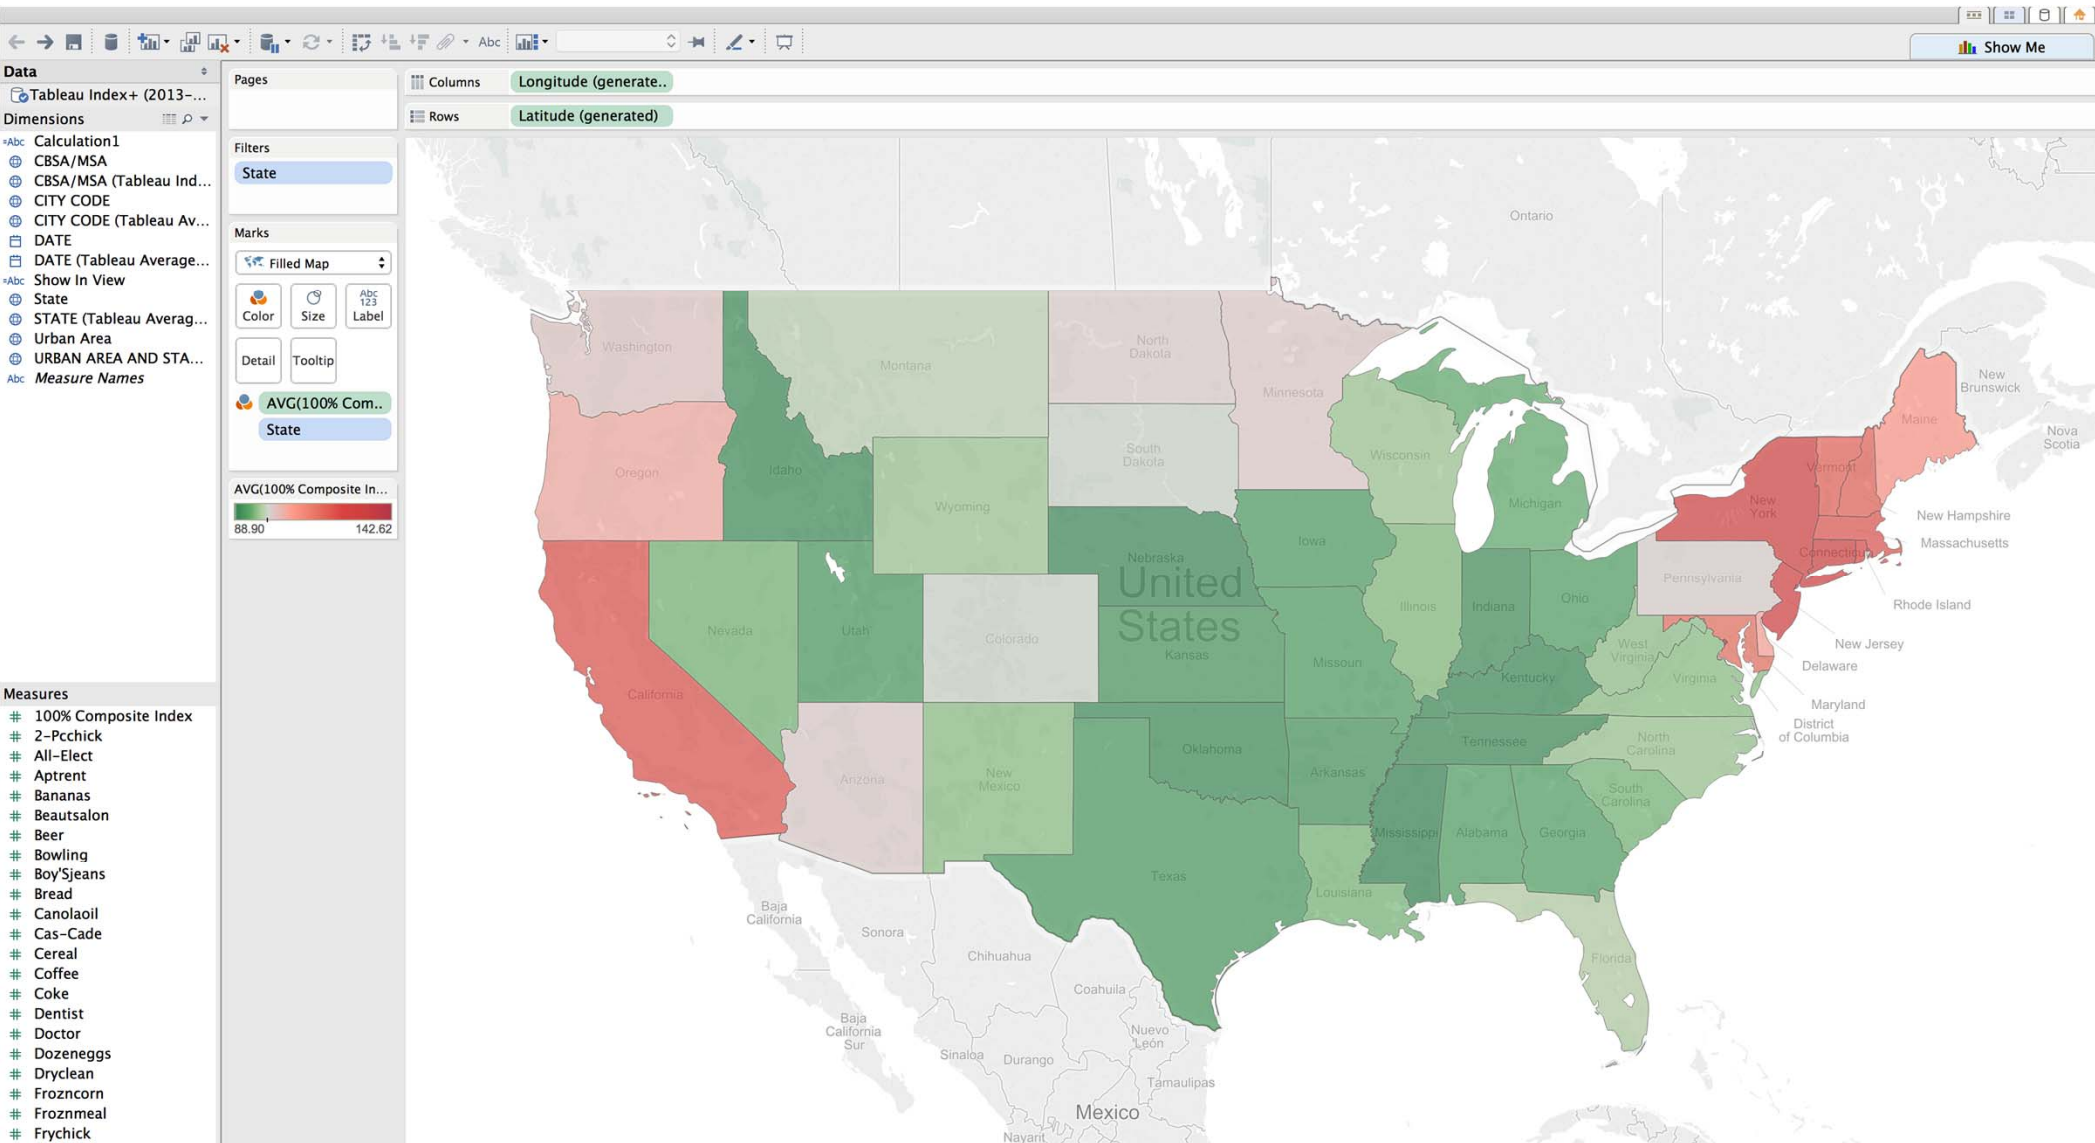 Show Me
Data
Tableau Index+ (2013-...
Dimensions
=Abc Calculation1
CBSA/MSA
CBSA/MSA (Tableau Ind...
CITY CODE
CITY CODE (Tableau Av...
DATE
DATE (Tableau Average...
=Abc Show In View
State
STATE (Tableau Averag...
Urban Area
URBAN AREA AND STA...
Abc Measure Names
Measures
# 100% Composite Index
# 2-Pcchick
# All-Elect
# Aptrent
# Bananas
# Beautsalon
# Beer
# Bowling
# Boy'Sjeans
# Bread
# Canolaoil
# Cas-Cade
# Cereal
# Coffee
# Coke
# Dentist
# Doctor
# Dozeneggs
# Dryclean
# Frozncorn
# Froznmeal
# Frychick
Abc
Pages
Filters
State
Marks
Filled Map
Color
Size
Abc
123
Label
Detail
Tooltip
AVG(100% Com..
State
AVG(100% Composite In...
88.90 142.62
Columns Longitude (generate..
Rows Latitude (generated)
Ontario
Washington
Montana
North
Dakota
Minnesota
New
Brunswick
Nova
Scotia
Maine
Oregon
Idaho
South
Dakota
Wisconsin
Vermont
Wyoming
Michigan
New
York
New Hampshire
Massachusetts
Iowa
Connecticut
Nebraska
United
States
Pennsylvania
Rhode Island
Nevada
Utah
Colorado
Kansas
Illinois
Indiana
Ohio
New Jersey
West
Virginia
Delaware
Missouri
Kentucky
Virginia
California
Maryland
District
of Columbia
Oklahoma
Tennessee
North
Carolina
Arizona
New
Mexico
Arkansas
South
Carolina
Mississippi
Alabama
Georgia
Texas
Louisiana
Florida
Baja
California
Sonora
Chihuahua
Coahuila
Baja
California
Sur
Nuevo
León
Sinaloa
Durango
Tamaulipas
Mexico
Nayarit